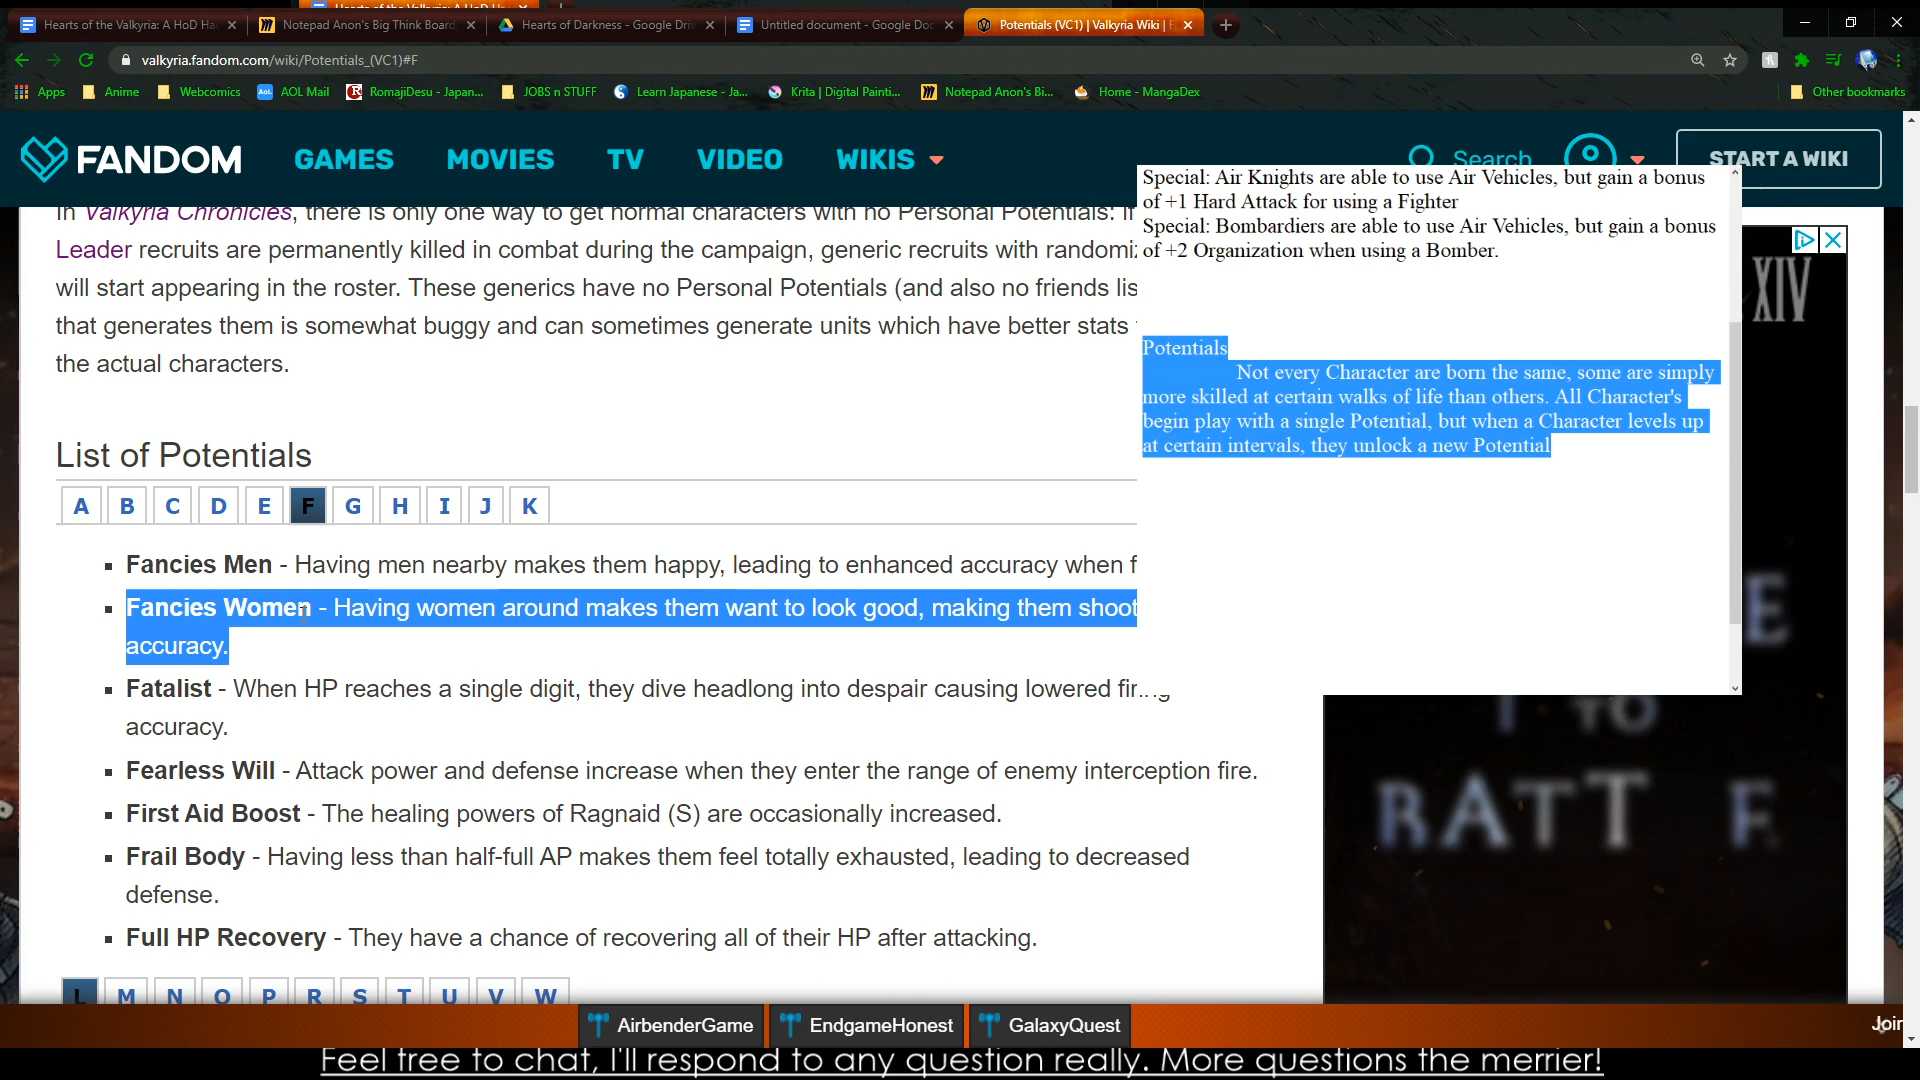 Hearts of the Valkyria: A HoD Ha
Hearts of the Valkyria: A HoD Hac
Notepad Anon's Big Think Board
Hearts of Darkness - Google Driv
Untitled document - Google Doc
Potentials (VC1) | Valkyria Wiki | F
valkyria.fandom.com/wiki/Potentials_(VC1)#F
Apps
Anime
Webcomics
AOL Mail
RomajiDesu - Japan...
JOBS n STUFF
Learn Japanese - Ja...
Krita | Digital Painti...
Notepad Anon's Bi...
Home - MangaDex
Other bookmarks
FANDOM
GAMES
MOVIES
TV
VIDEO
WIKIS
Search
START A WIKI
In Valkyria Chronicles, there is only one way to get normal characters with no Personal Potentials: if
Leader recruits are permanently killed in combat during the campaign, generic recruits with randomiz
will start appearing in the roster. These generics have no Personal Potentials (and also no friends lis
that generates them is somewhat buggy and can sometimes generate units which have better stats
the actual characters.
List of Potentials
A B C D E F G H I J K
Fancies Men - Having men nearby makes them happy, leading to enhanced accuracy when f
Fancies Women - Having women around makes them want to look good, making them shoot
accuracy.
Fatalist - When HP reaches a single digit, they dive headlong into despair causing lowered firing
accuracy.
Fearless Will - Attack power and defense increase when they enter the range of enemy interception fire.
First Aid Boost - The healing powers of Ragnaid (S) are occasionally increased.
Frail Body - Having less than half-full AP makes them feel totally exhausted, leading to decreased
defense.
Full HP Recovery - They have a chance of recovering all of their HP after attacking.
L M N O P R S T U V W
Special: Air Knights are able to use Air Vehicles, but gain a bonus
of +1 Hard Attack for using a Fighter
Special: Bombardiers are able to use Air Vehicles, but gain a bonus
of +2 Organization when using a Bomber.
Potentials
Not every Character are born the same, some are simply
more skilled at certain walks of life than others. All Character's
begin play with a single Potential, but when a Character levels up
at certain intervals, they unlock a new Potential
XIV
E
TO
BATT E
AirbenderGame
EndgameHonest
GalaxyQuest
Join
Feel free to chat, I'll respond to any question really. More questions the merrier!